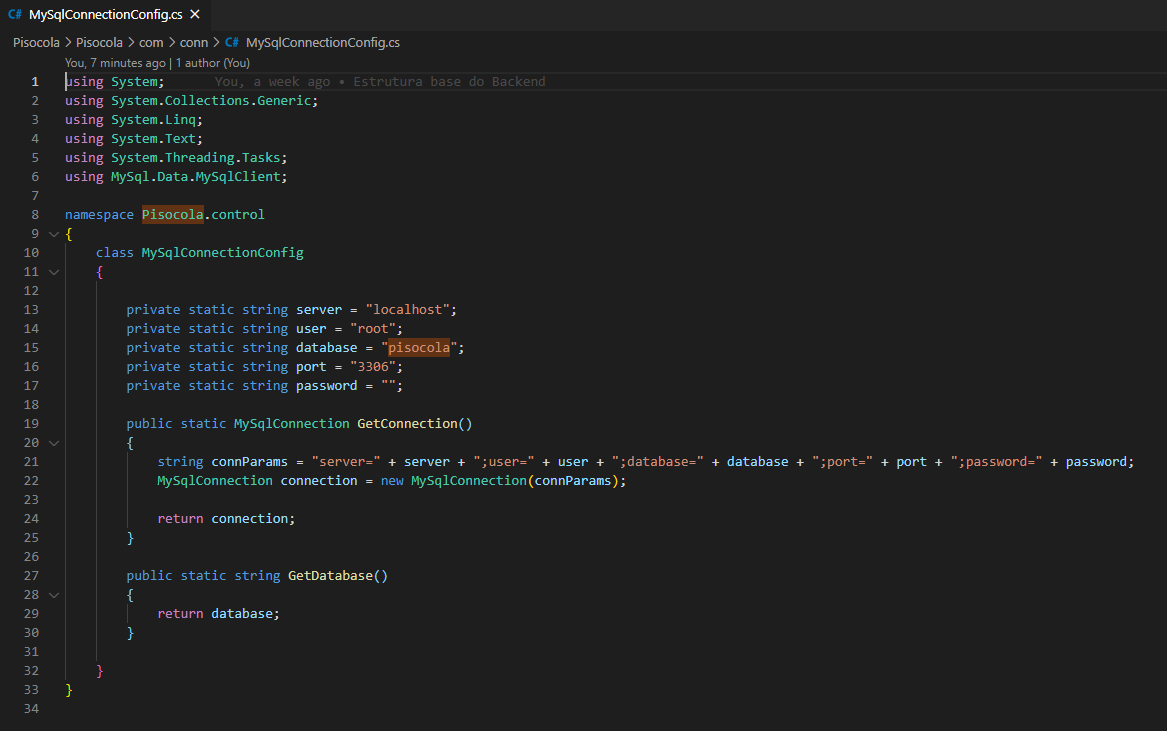 C# MySqlConnectionConfig.cs ×
Pisocola > Pisocola > com > conn > C# MySqlConnectionConfig.cs
You, 7 minutes ago | 1 author (You)
1 using System; You, a week ago • Estrutura base do Backend
2 using System.Collections.Generic;
3 using System.Linq;
4 using System.Text;
5 using System.Threading.Tasks;
6 using MySql.Data.MySqlClient;
7
8 namespace Pisocola.control
9 {
10 class MySqlConnectionConfig
11 {
12
13 private static string server = "localhost";
14 private static string user = "root";
15 private static string database = "pisocola";
16 private static string port = "3306";
17 private static string password = "";
18
19 public static MySqlConnection GetConnection()
20 {
21 string connParams = "server=" + server + ";user=" + user + ";database=" + database + ";port=" + port + ";password=" + password;
22 MySqlConnection connection = new MySqlConnection(connParams);
23
24 return connection;
25 }
26
27 public static string GetDatabase()
28 {
29 return database;
30 }
31
32 }
33 }
34